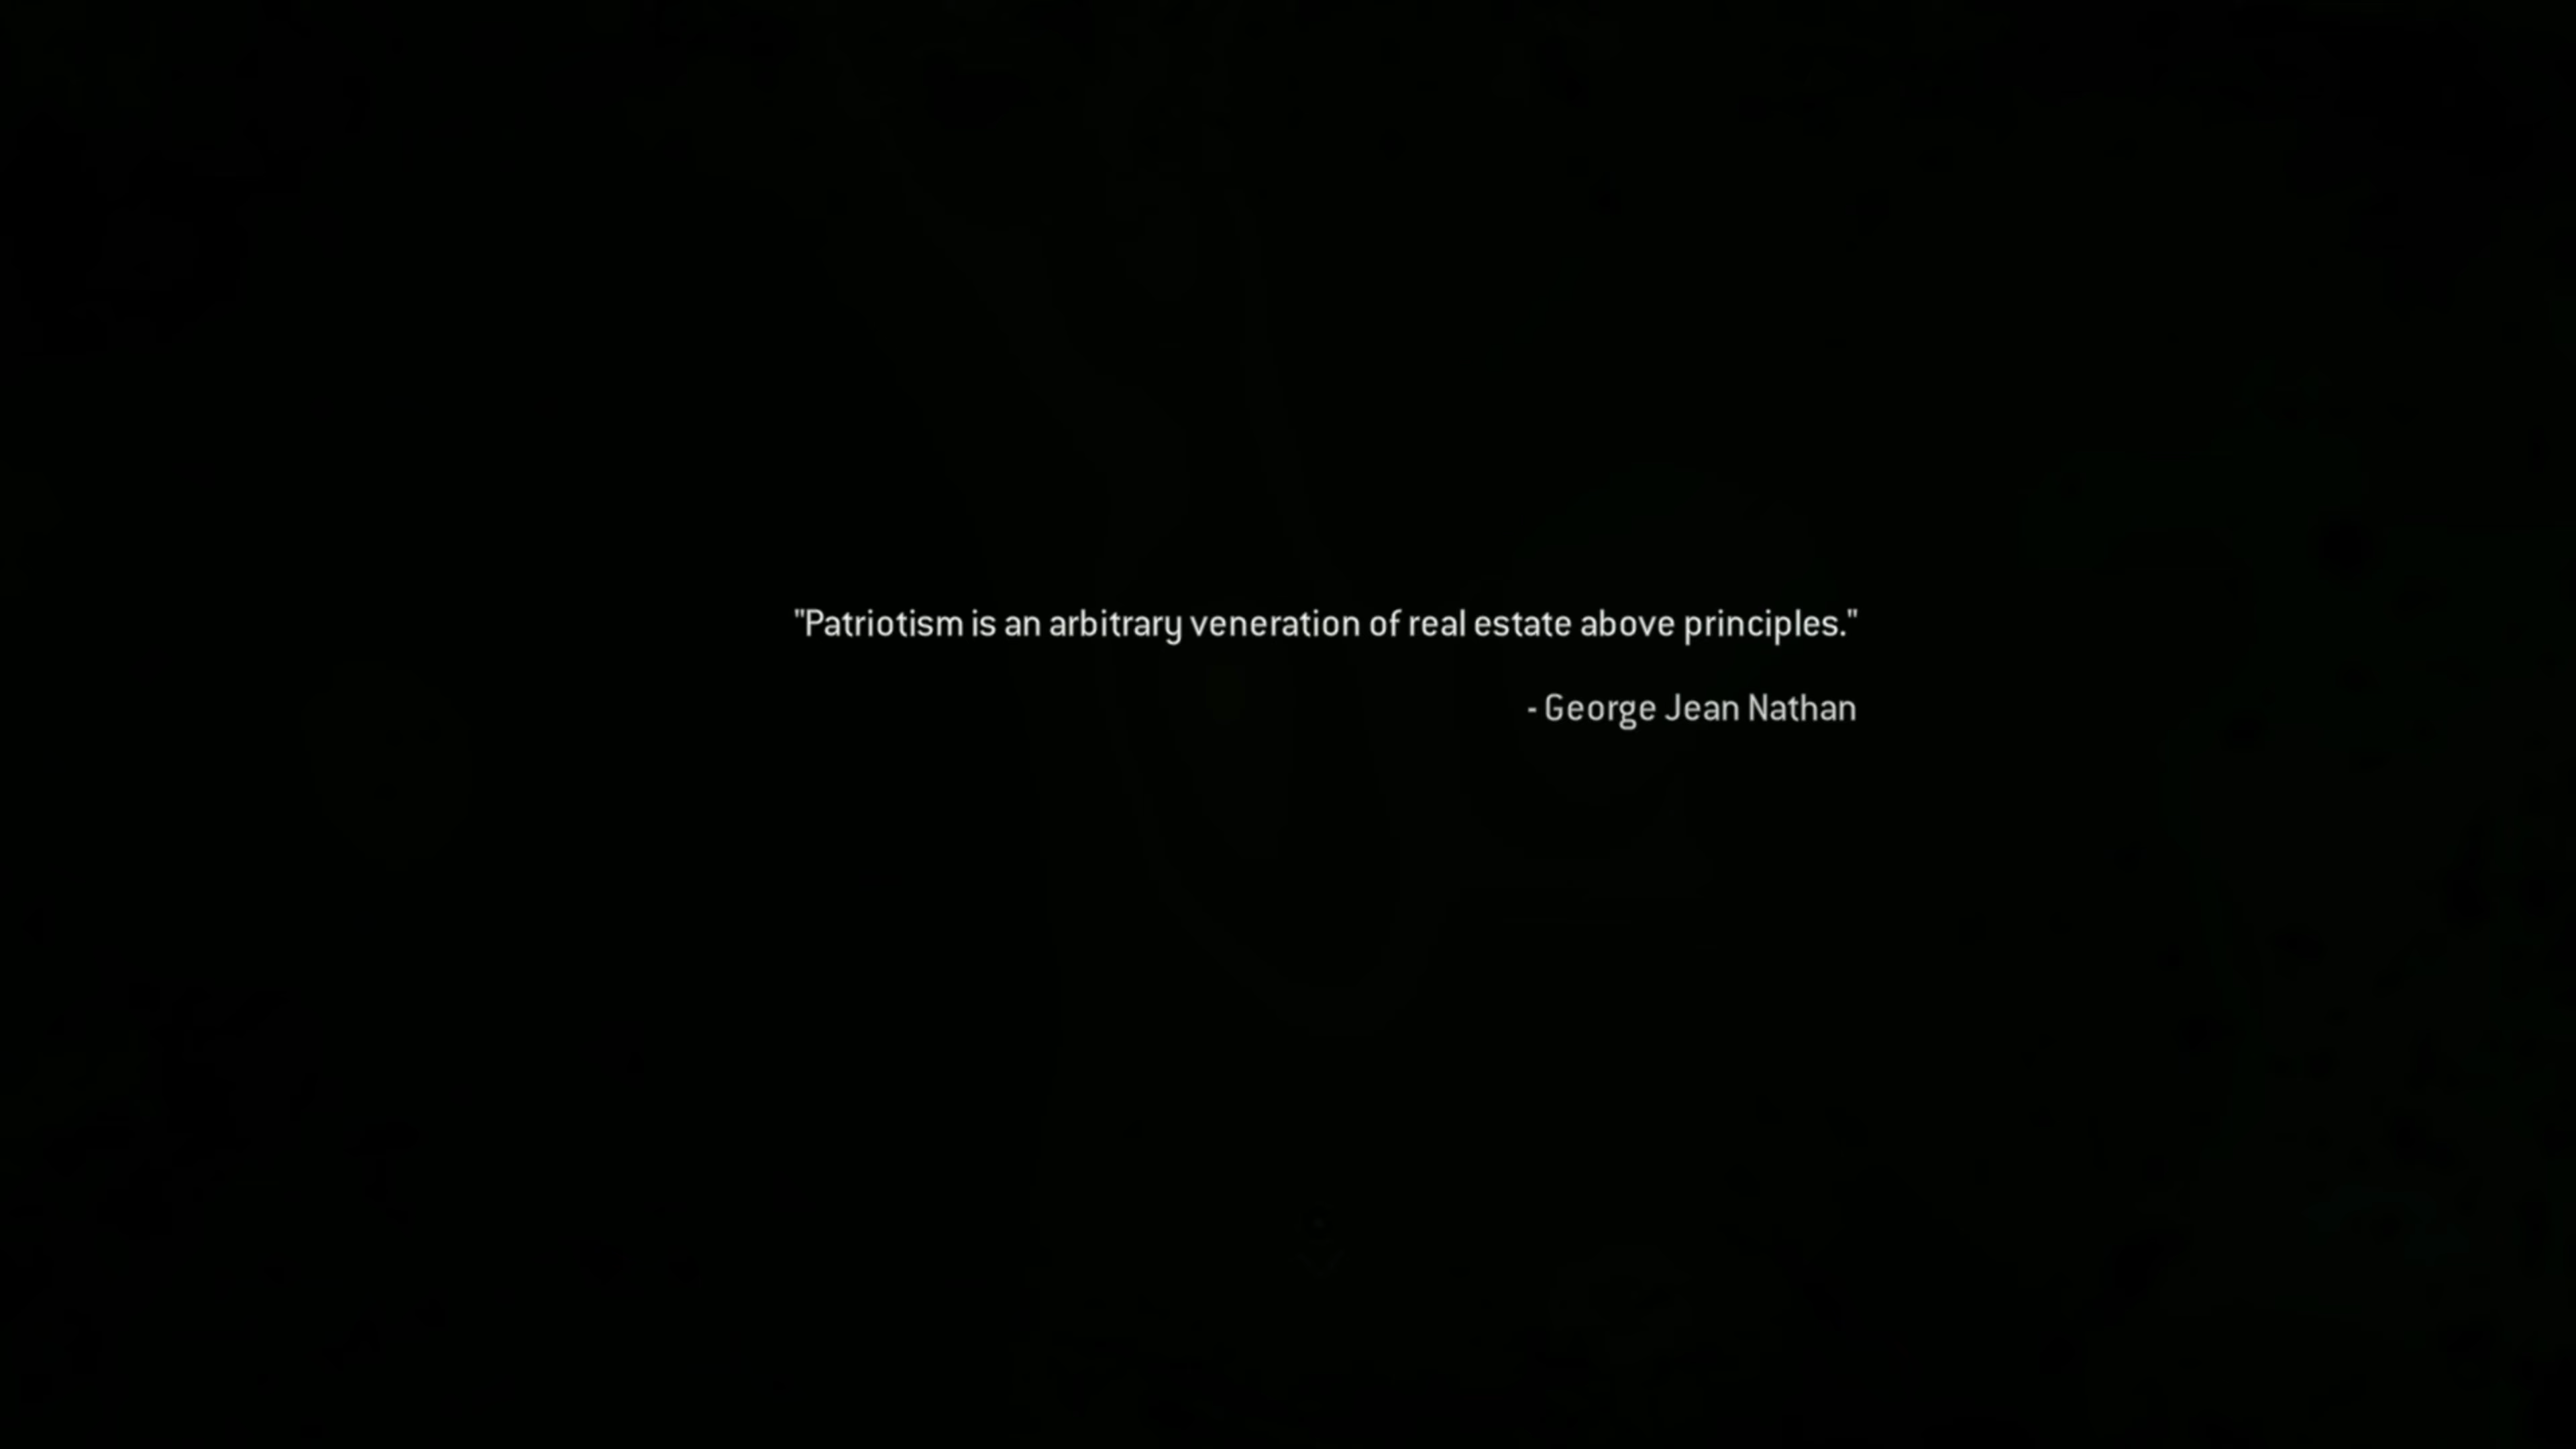 "Patriotism is an arbitrary veneration of real estate above principles."
- George Jean Nathan